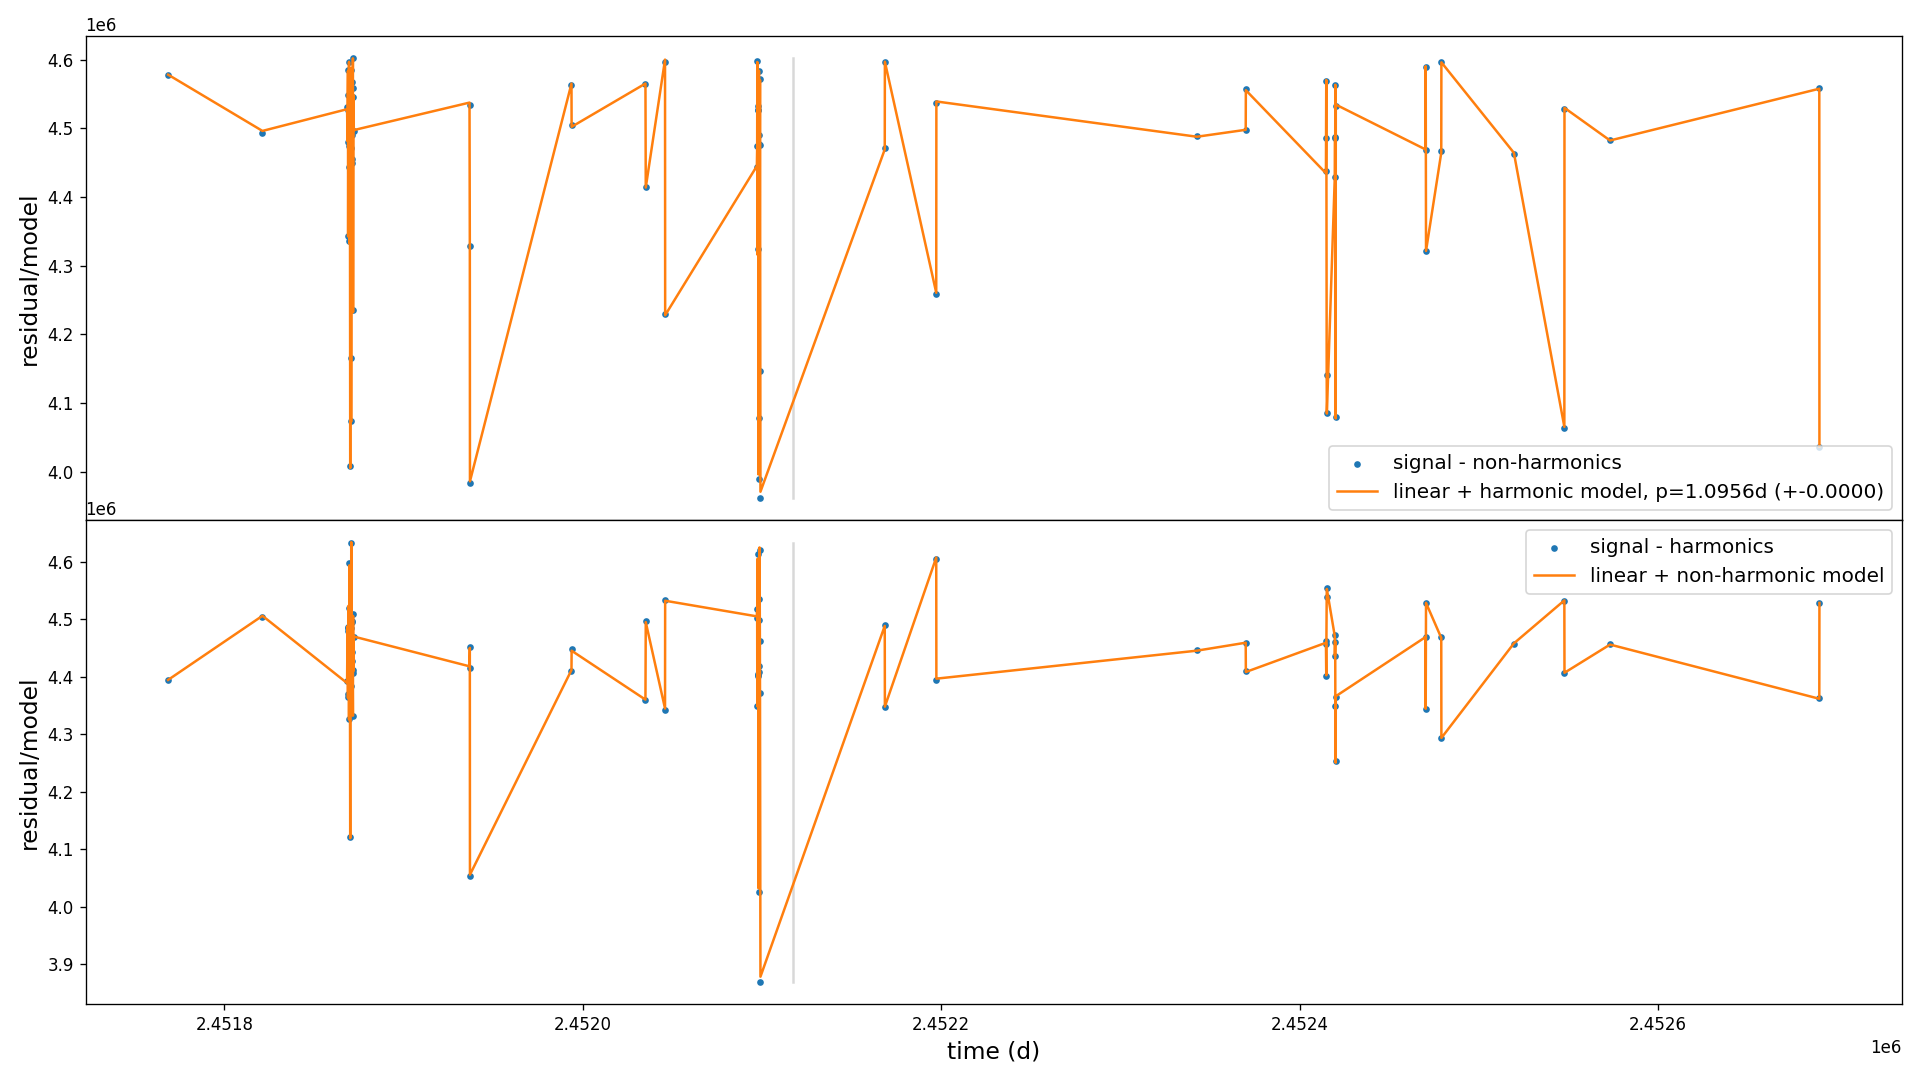 1e6
4.6
4.5
4.4
4.3
4.2
4.1
4.0
residual/model
signal - non-harmonics
linear + harmonic model, p=1.0956d (+-0.0000)
1e6
4.6
4.5
4.4
4.3
4.2
4.1
4.0
3.9
residual/model
signal - harmonics
linear + non-harmonic model
2.4518
2.4520
2.4522
2.4524
2.4526
time (d)
1e6